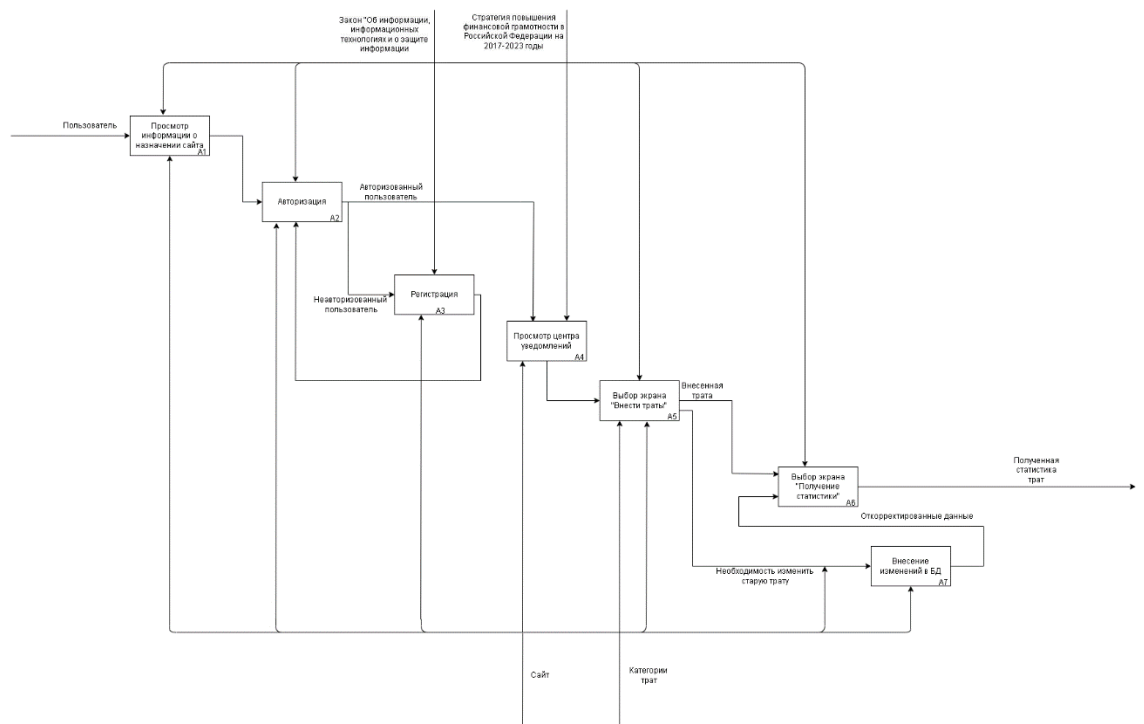 Закон "Об информации,
информационных
технологиях и о защите
информации
Стратегия повышения
финансовой грамотности в
Российской Федерации на
2017-2023 годы
Пользователь
Просмотр
информации о
назначении сайта
A1
Авторизация
A2
Авторизованный
пользователь
Неавторизованный
пользователь
Регистрация
A3
Просмотр центра
уведомлений
A4
Выбор экрана
"Внести траты"
A5
Внесенная
трата
Выбор экрана
"Получение
статистики"
A6
Полученная
статистика
трат
Откорректированные данные
Необходимость изменить
старую трату
Внесение
изменений в БД
A7
Сайт
Категории
трат